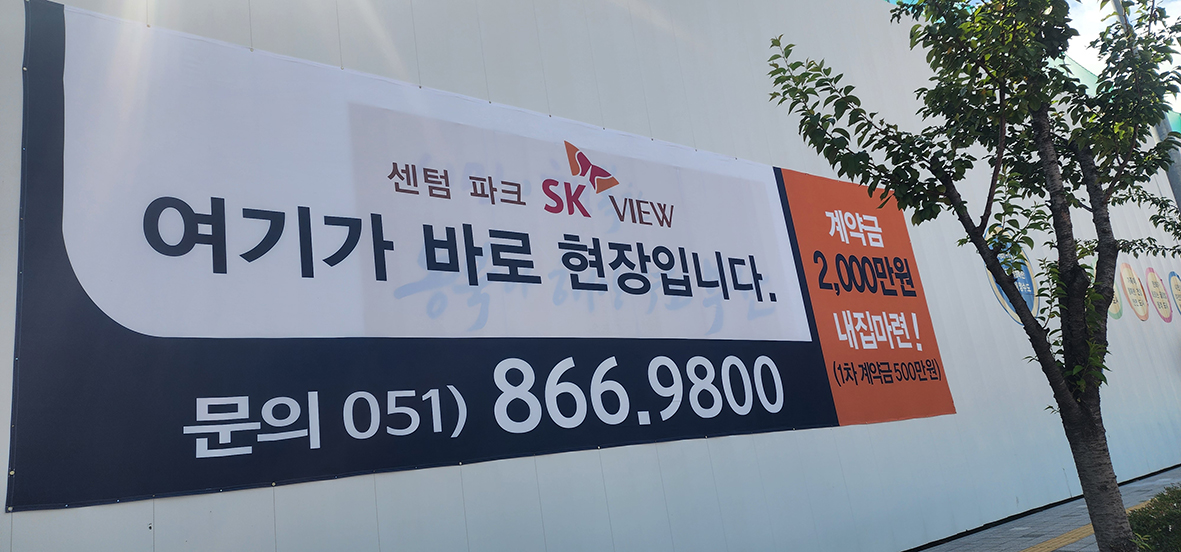 센텀 파크 SK VIEW
여기가 바로 현장입니다.
문의 051) 866.9800
계약금
2,000만원
내집마련!
(1차 계약금 500만원)